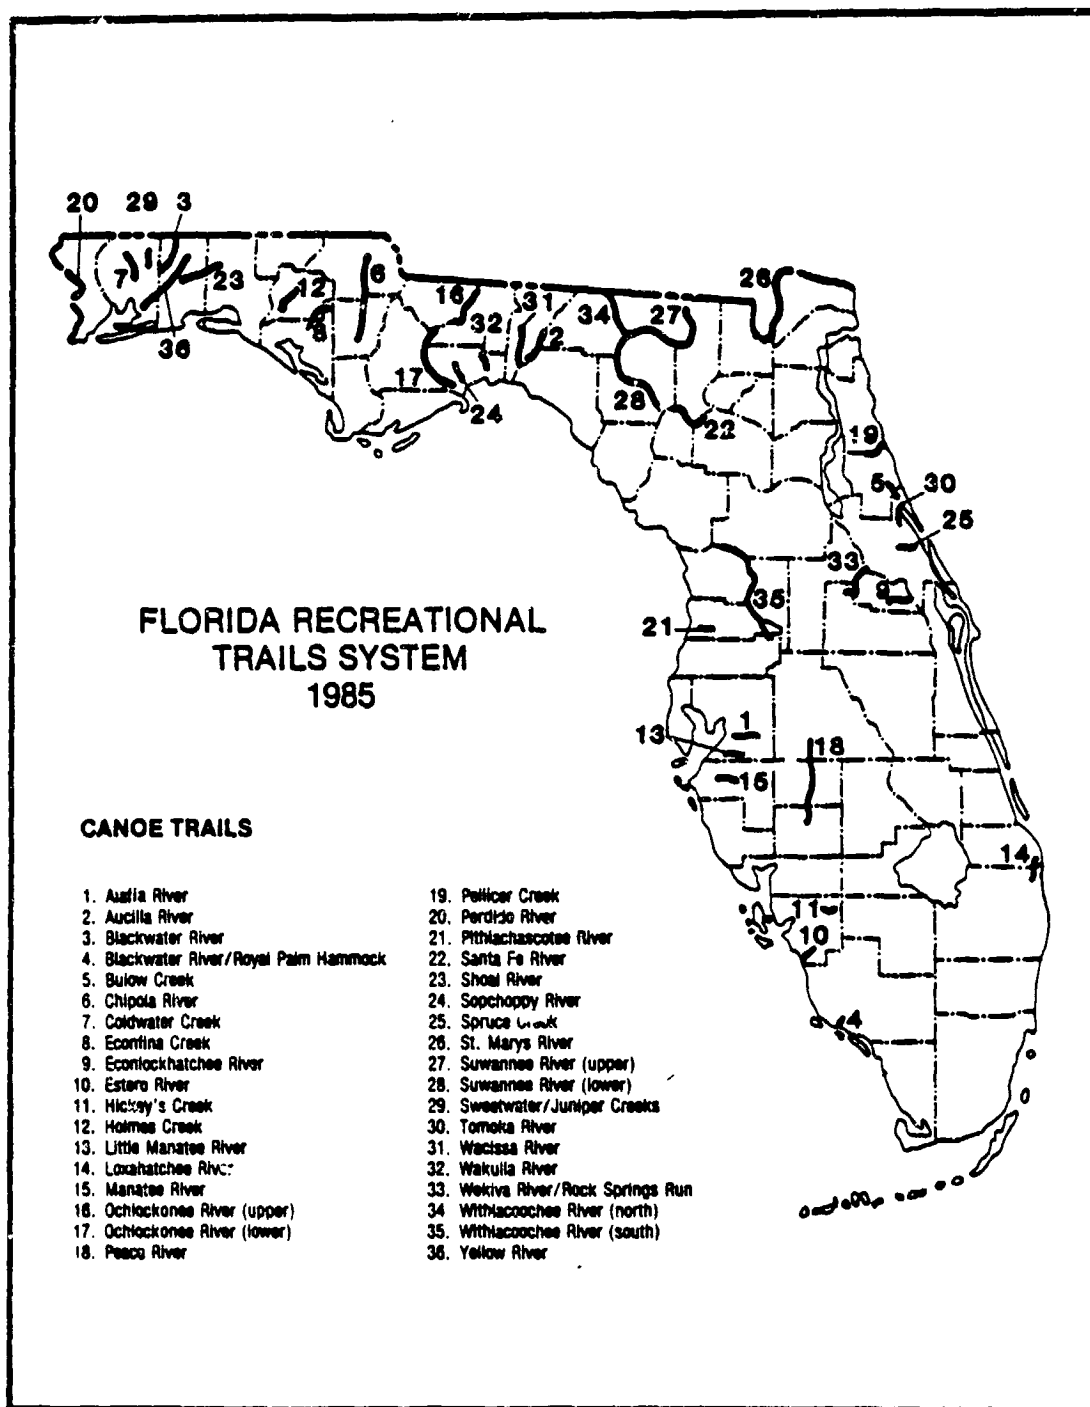 20 29 3
7 23 12 6 16 31 26
36 8 32 2 34 27
17 24 28 22 19
5 30
25
33 9
35
21
FLORIDA RECREATIONAL
TRAILS SYSTEM
1985
1
13 18
15
14
11
10
4
CANOE TRAILS
1. Alafia River
2. Aucilla River
3. Blackwater River
4. Blackwater River/Royal Palm Hammock
5. Bulow Creek
6. Chipola River
7. Coldwater Creek
8. Econfina Creek
9. Econlockhatchee River
10. Estero River
11. Hickey's Creek
12. Holmes Creek
13. Little Manatee River
14. Loxahatchee River
15. Manatee River
16. Ochlockonee River (upper)
17. Ochlockonee River (lower)
18. Peace River
19. Pellicer Creek
20. Perdido River
21. Pithlachascotee River
22. Santa Fe River
23. Shoal River
24. Sopchoppy River
25. Spruce Creek
26. St. Marys River
27. Suwannee River (upper)
28. Suwannee River (lower)
29. Sweetwater/Juniper Creeks
30. Tomoka River
31. Wacissa River
32. Wakulla River
33. Wekiva River/Rock Springs Run
34 Withlacoochee River (north)
35. Withlacoochee River (south)
36. Yellow River